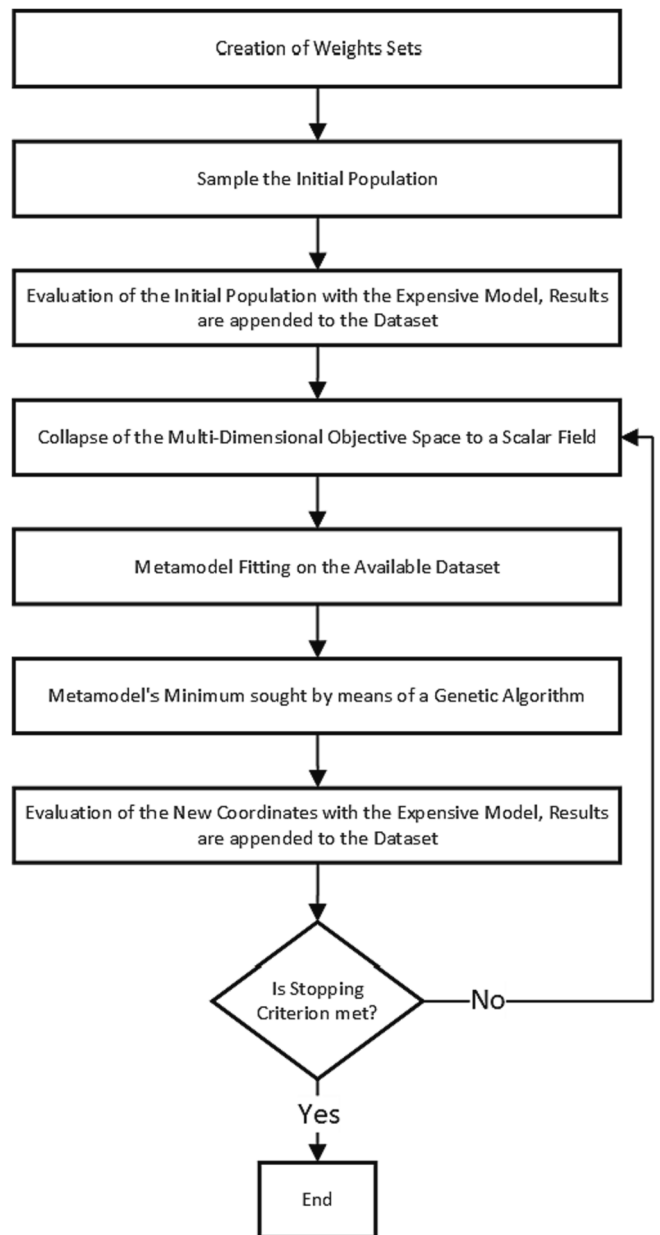 Creation of Weights Sets
Sample the Initial Population
Evaluation of the Initial Population with the Expensive Model, Results
are appended to the Dataset
Collapse of the Multi-Dimensional Objective Space to a Scalar Field
Metamodel Fitting on the Available Dataset
Metamodel's Minimum sought by means of a Genetic Algorithm
Evaluation of the New Coordinates with the Expensive Model, Results
are appended to the Dataset
Is Stopping
Criterion met?
No
Yes
End